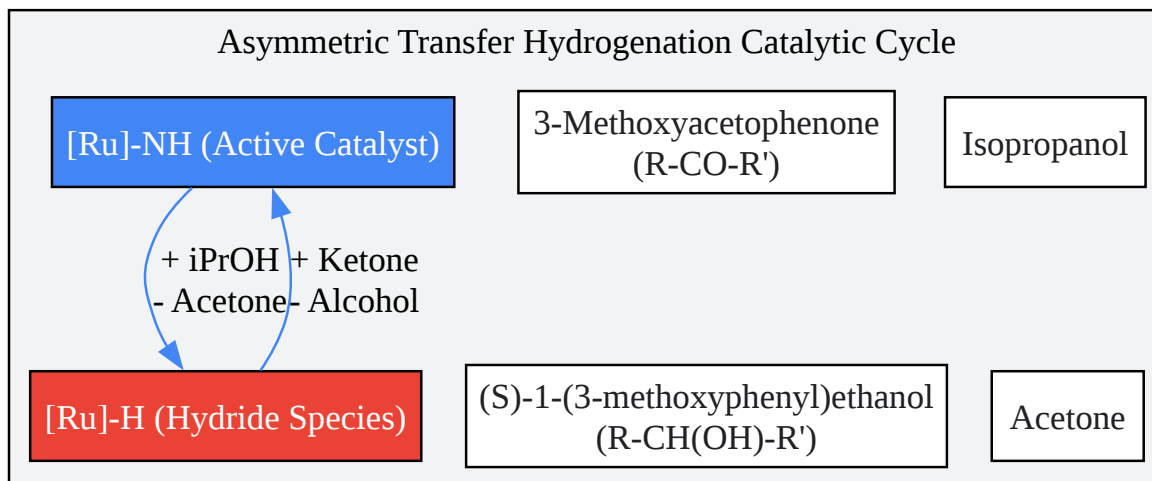 Asymmetric Transfer Hydrogenation Catalytic Cycle
[Ru]-NH (Active Catalyst)
3-Methoxyacetophenone
(R-CO-R')
Isopropanol
+ iPrOH
- Acetone
+ Ketone
- Alcohol
[Ru]-H (Hydride Species)
(S)-1-(3-methoxyphenyl)ethanol
(R-CH(OH)-R')
Acetone